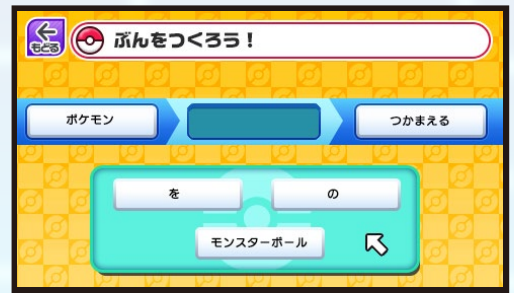 もどる
ぶんをつくろう！
ポケモン つかまえる
を の
モンスターボール